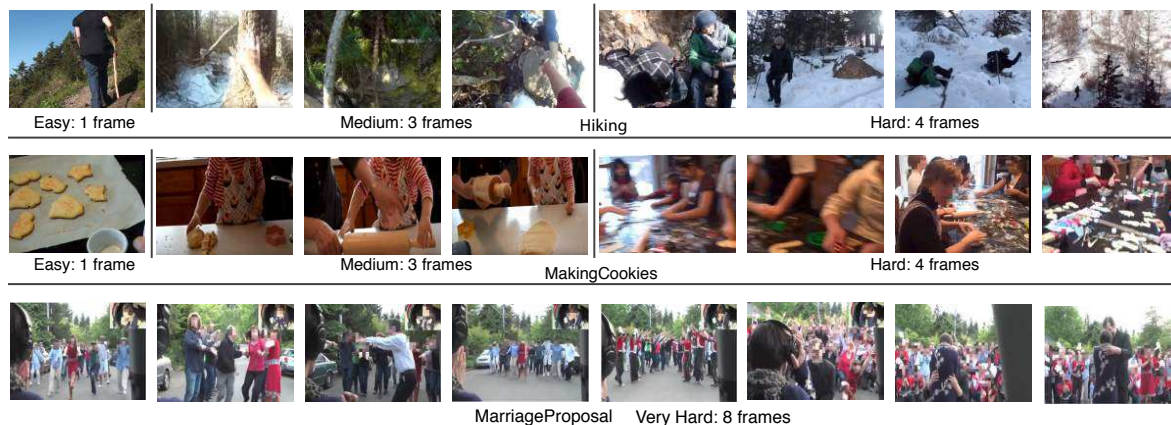 Easy: 1 frame
Medium: 3 frames
Hiking
Hard: 4 frames
Easy: 1 frame
Medium: 3 frames
MakingCookies
Hard: 4 frames
MarriageProposal
Very Hard: 8 frames